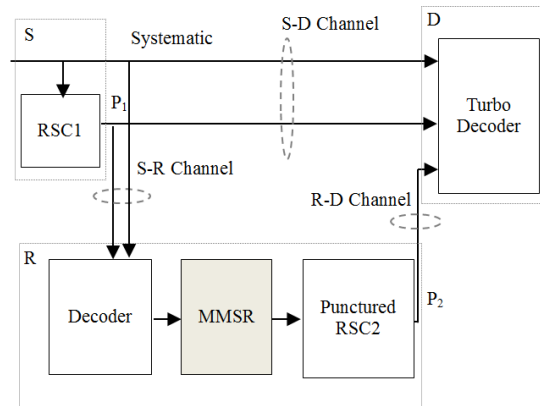 S
Systematic
S-D Channel
D
RSC1
P1
Turbo
Decoder
S-R Channel
R-D Channel
R
Decoder
MMSR
Punctured
RSC2
P2